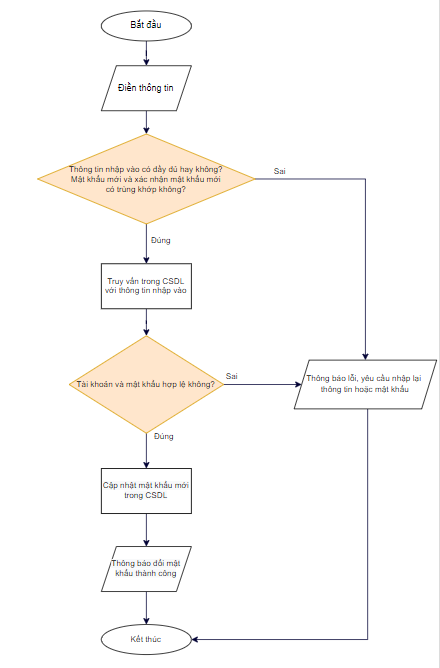 Bắt đầu
Điền thông tin
Thông tin nhập vào có đầy đủ hay không?
Mật khẩu mới và xác nhận mật khẩu mới
có trùng khớp không?
Sai
Đúng
Truy vấn trong CSDL
với thông tin nhập vào
Tài khoản và mật khẩu hợp lệ không?
Sai
Thông báo lỗi, yêu cầu nhập lại
thông tin hoặc mật khẩu
Đúng
Cập nhật mật khẩu mới
trong CSDL
Thông báo đổi mật
khẩu thành công
Kết thúc